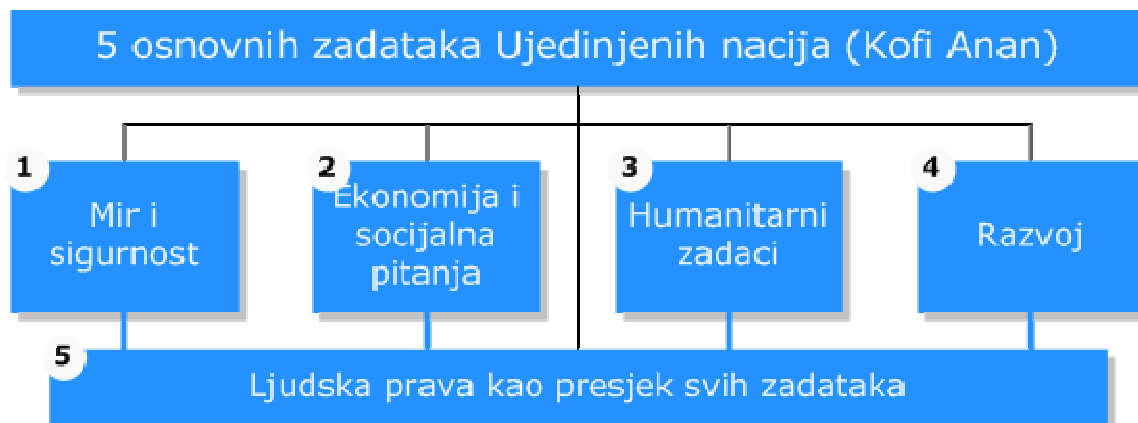 5 osnovnih zadataka Ujedinjenih nacija (Kofi Anan)
1
Mir i
sigurnost
2
Ekonomija i
socijalna
pitanja
3
Humanitarni
zadaci
4
Razvoj
5
Ljudska prava kao presjek svih zadataka